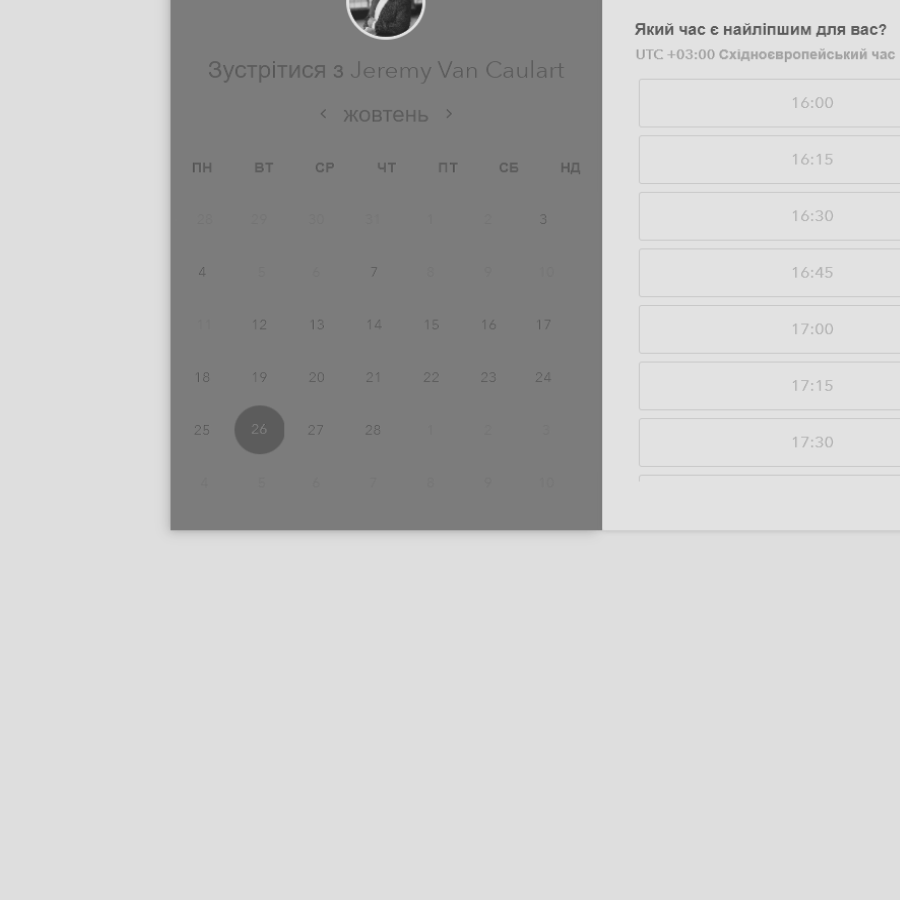 Зустрітися з Jeremy Van Caulart
жовтень
ПН ВТ СР ЧТ ПТ СБ НД
28 29 30 31 1 2 3
4 5 6 7 8 9 10
11 12 13 14 15 16 17
18 19 20 21 22 23 24
25 26 27 28 1 2 3
4 5 6 7 8 9 10
Який час є найліпшим для вас?
UTC +03:00 Східноєвропейський час
16:00
16:15
16:30
16:45
17:00
17:15
17:30